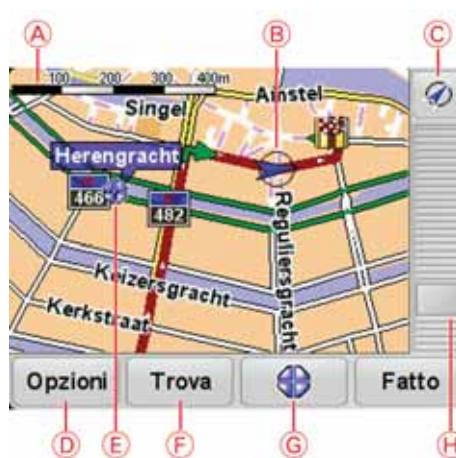 A
B
C
100 200 300 400m
Singel
Amstel
Herengracht
466
482
Reguliersgracht
Keizersgracht
Kerkstraat
Opzioni
Trova
Fatto
D
E
F
G
H